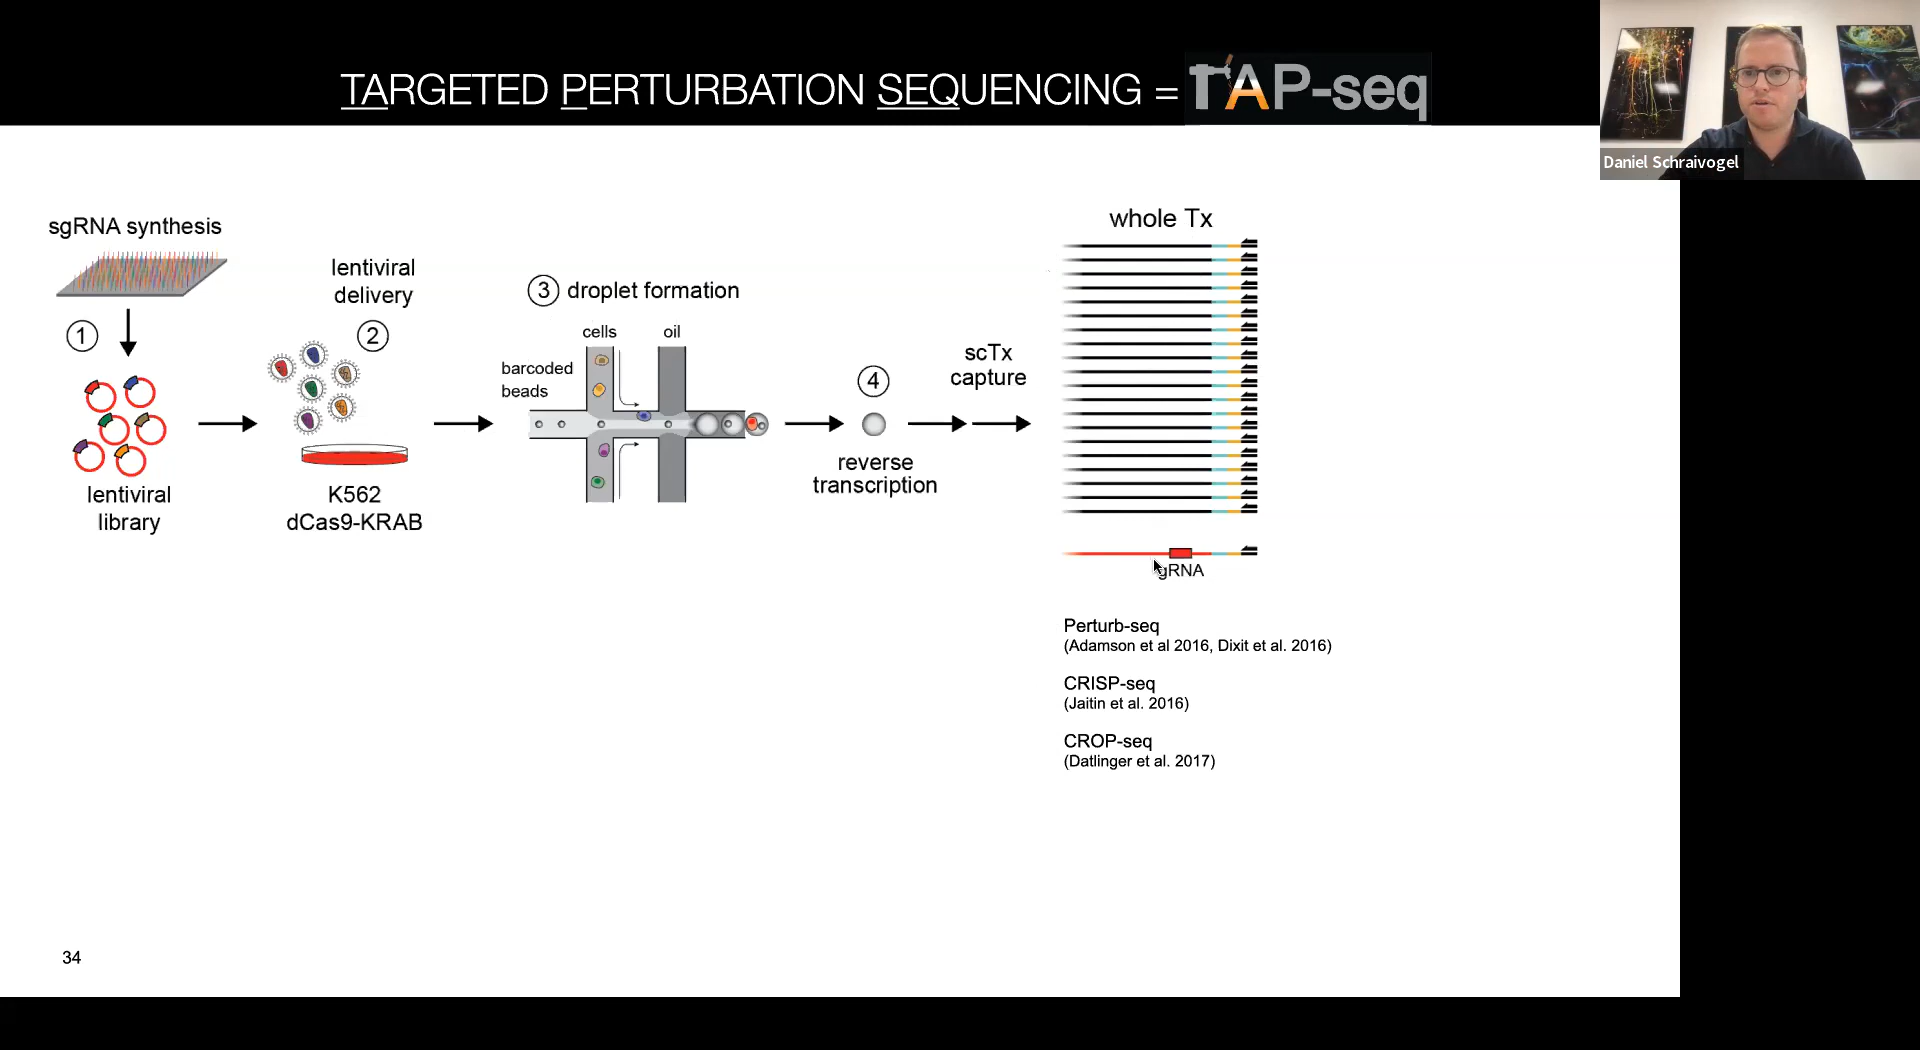 TARGETED PERTURBATION SEQUENCING = TAP-seq
Daniel Schraivogel
sgRNA synthesis
1
lentiviral
library
lentiviral
delivery
2
K562
dCas9-KRAB
3 droplet formation
cells
oil
barcoded
beads
4
reverse
transcription
scTx
capture
whole Tx
gRNA
Perturb-seq
(Adamson et al 2016, Dixit et al. 2016)
CRISP-seq
(Jaitin et al. 2016)
CROP-seq
(Datlinger et al. 2017)
34